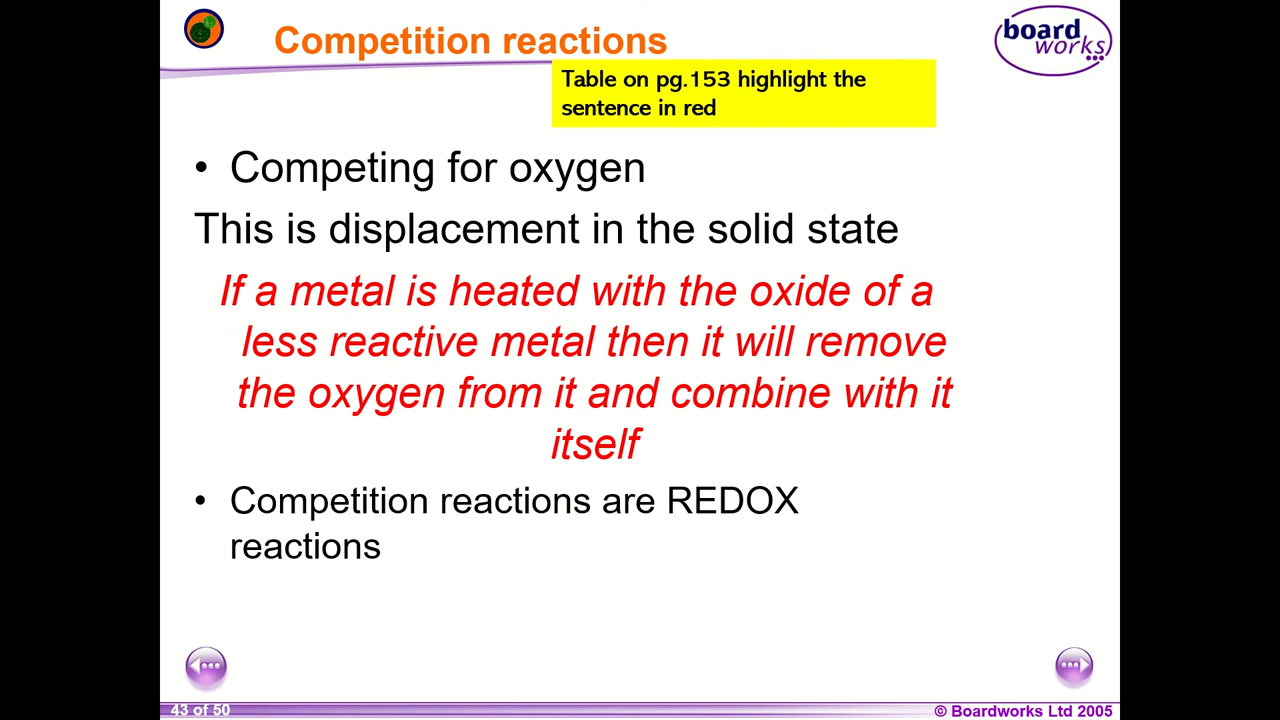 Competition reactions
board
works
Table on pg.153 highlight the
sentence in red
• Competing for oxygen
This is displacement in the solid state
If a metal is heated with the oxide of a
less reactive metal then it will remove
the oxygen from it and combine with it
itself
• Competition reactions are REDOX
reactions
43 of 50
© Boardworks Ltd 2005